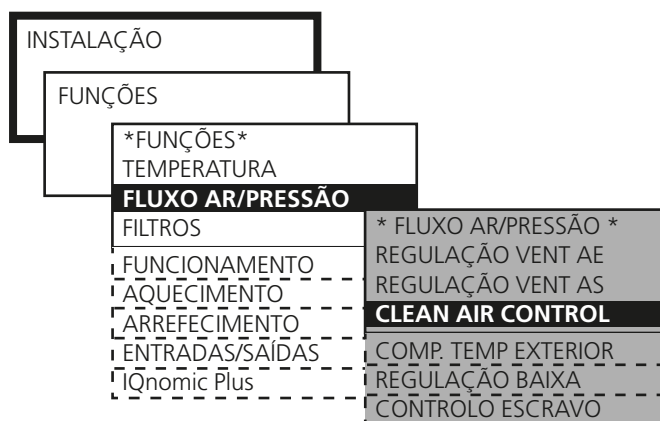 INSTALAÇÃO
FUNÇÕES
*FUNÇÕES*
TEMPERATURA
FLUXO AR/PRESSÃO
FILTROS
FUNCIONAMENTO
AQUECIMENTO
ARREFECIMENTO
ENTRADAS/SAÍDAS
IQnomic Plus
* FLUXO AR/PRESSÃO *
REGULAÇÃO VENT AE
REGULAÇÃO VENT AS
CLEAN AIR CONTROL
COMP. TEMP EXTERIOR
REGULAÇÃO BAIXA
CONTROLO ESCRAVO